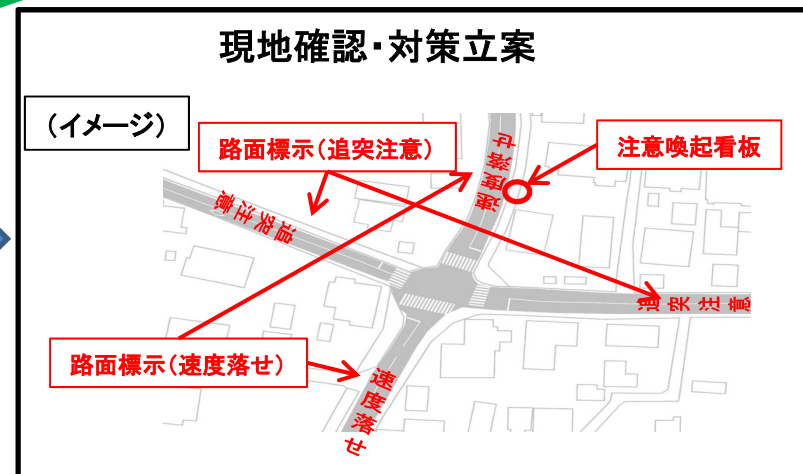 現地確認・対策立案
(イメージ)
路面標示(追突注意)
注意喚起看板
速度落せ
追突注意
追突注意
路面標示(速度落せ)
速度落せ